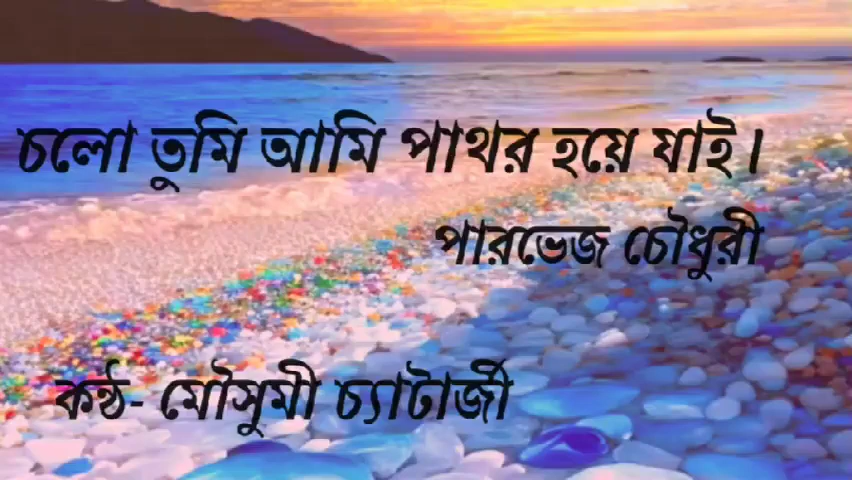 চলো তুমি আমি পাথর হয়ে যাই।
পারভেজ চৌধুরী
কন্ঠ- মৌসুমী চ্যাটার্জী